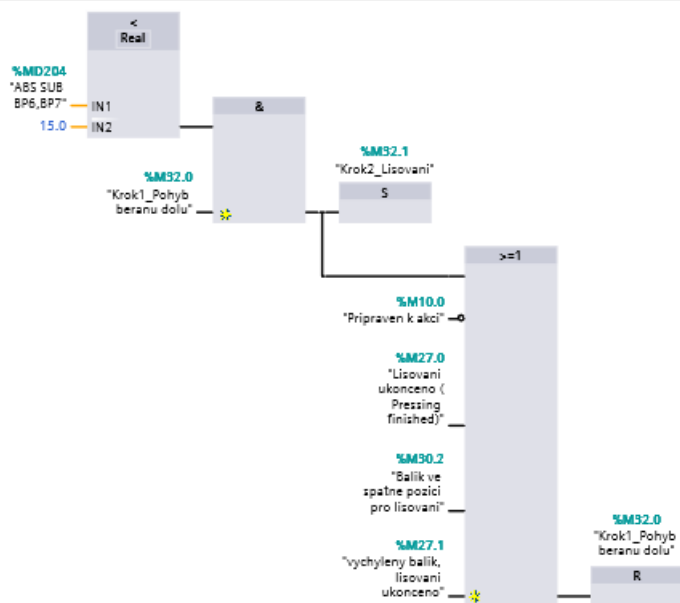 <
Real
%MD204
"ABS SUB
BP6,BP7"
IN1
15.0
IN2
&
%M32.0
"Krok1_Pohyb
beranu dolu"
%M32.1
"Krok2_Lisovani"
S
>=1
%M10.0
"Pripraven k akci"
%M27.0
"Lisovani
ukonceno (
Pressing
finished)"
%M30.2
"Balik ve
spatne pozici
pro lisovani"
%M27.1
"vychyleny balik,
lisovani
ukonceno"
%M32.0
"Krok1_Pohyb
beranu dolu"
R